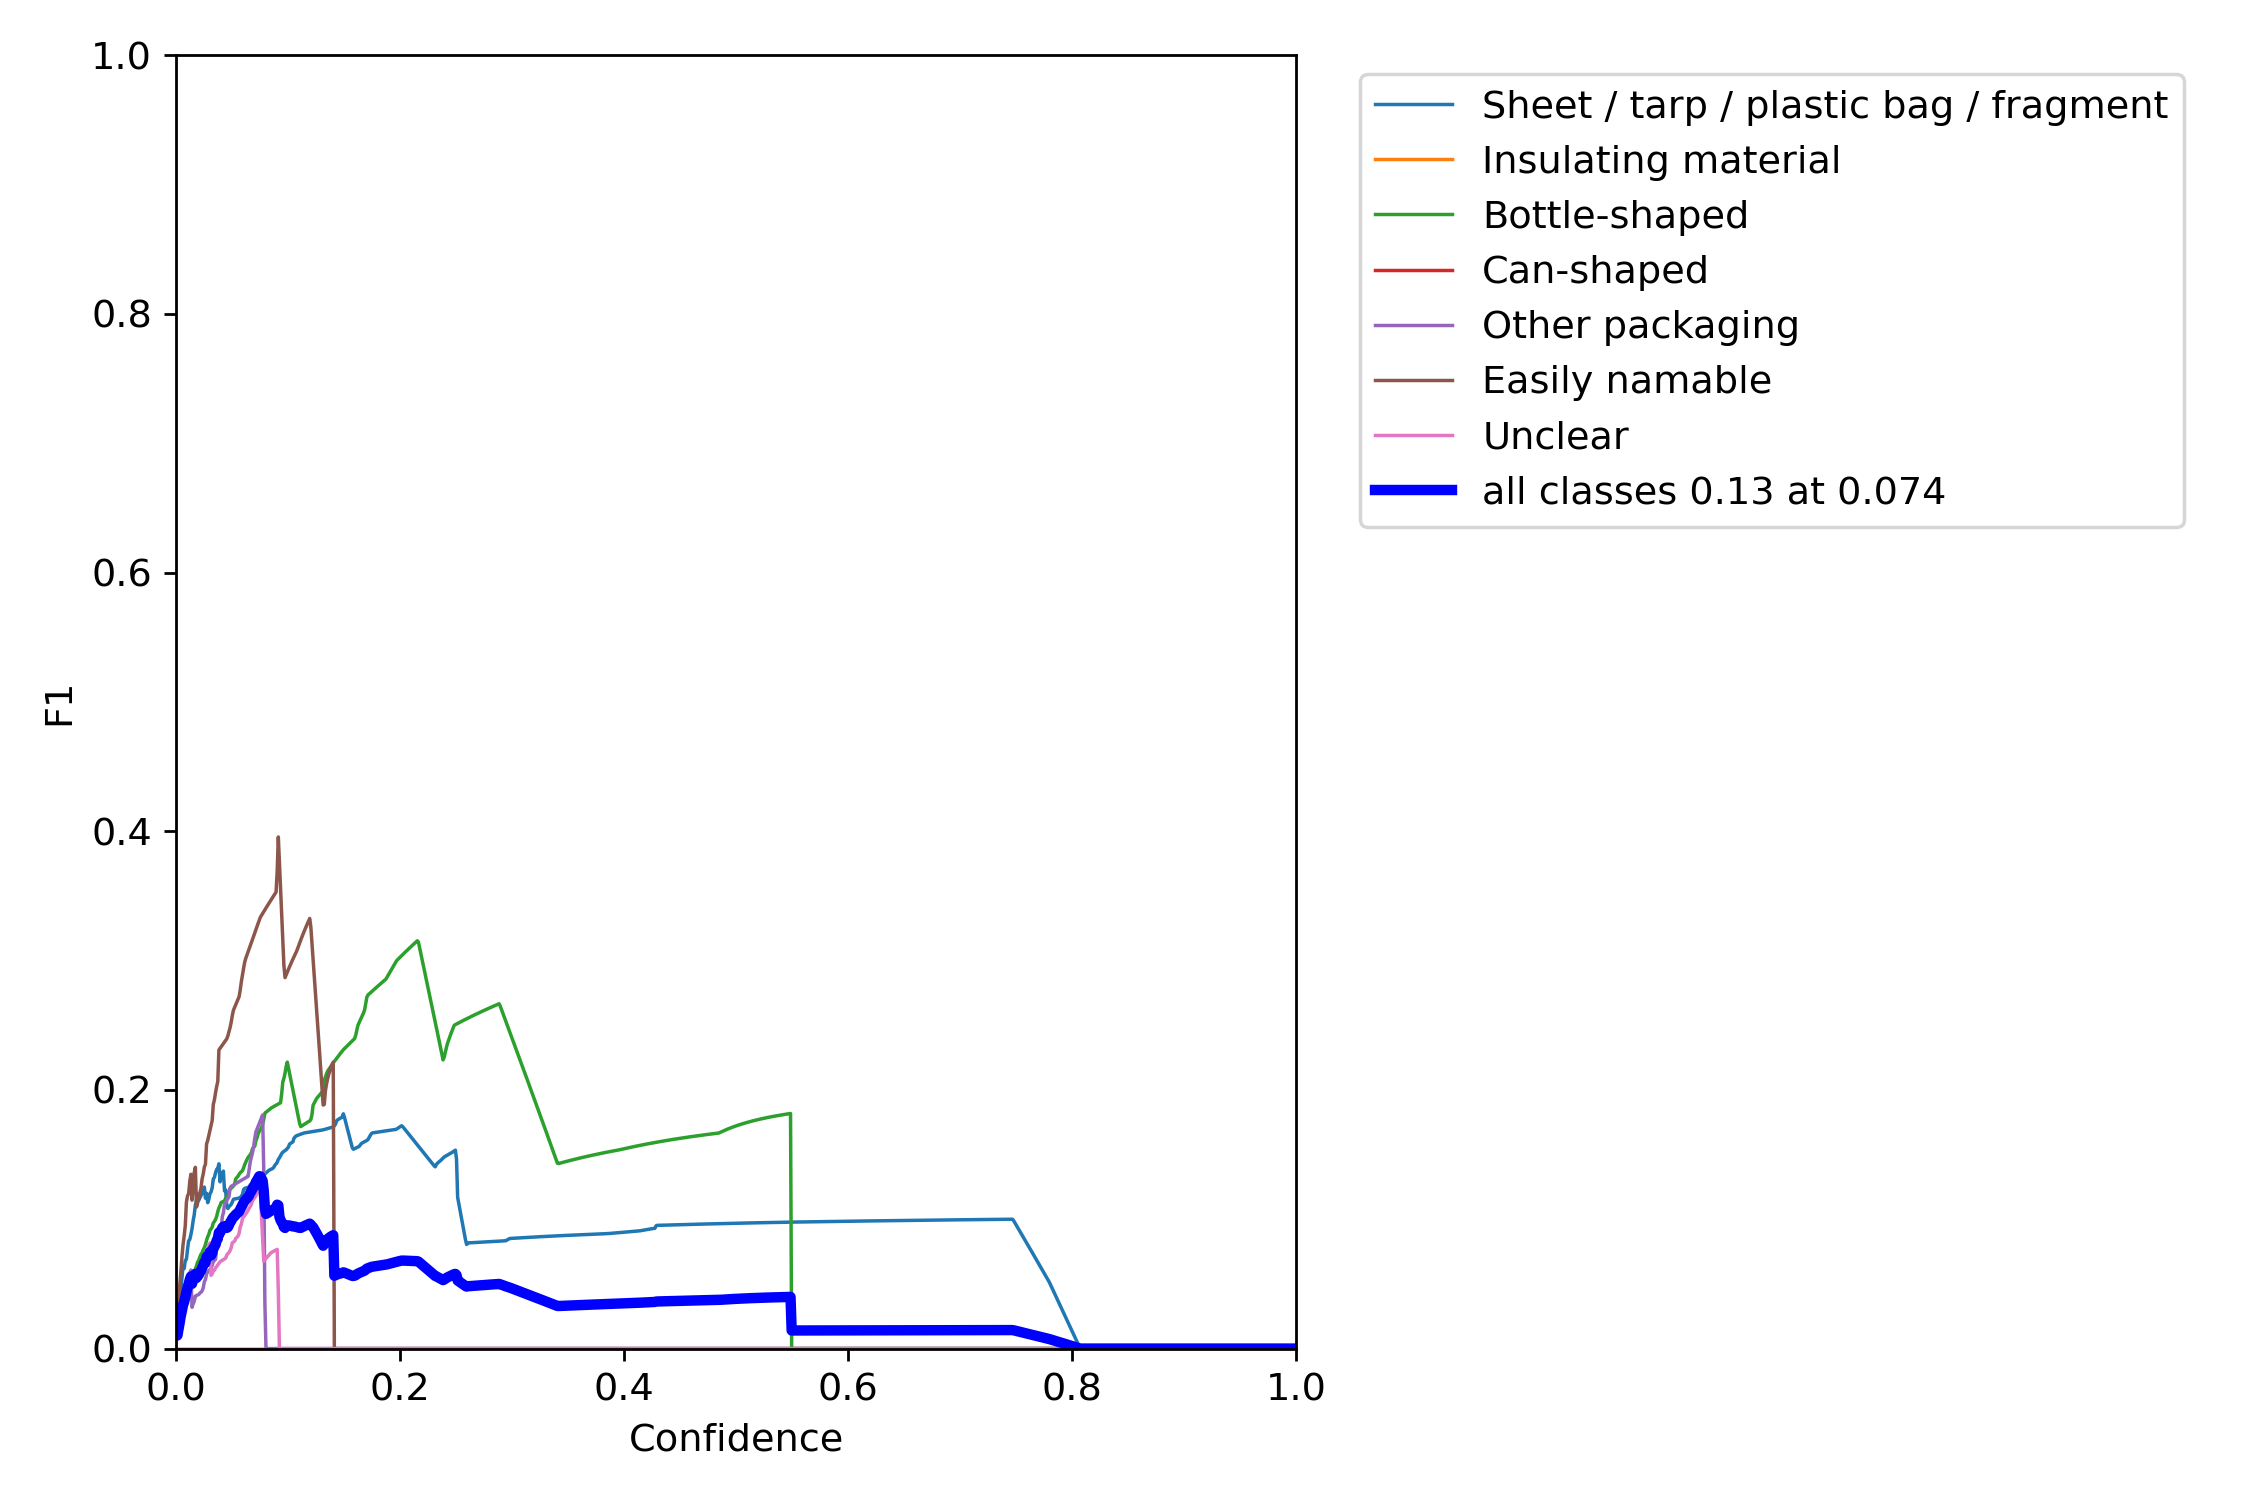 1.0
0.8
0.6
0.4
0.2
0.0
F1
0.0 0.2 0.4 0.6 0.8 1.0
Confidence
Sheet / tarp / plastic bag / fragment
Insulating material
Bottle-shaped
Can-shaped
Other packaging
Easily namable
Unclear
all classes 0.13 at 0.074